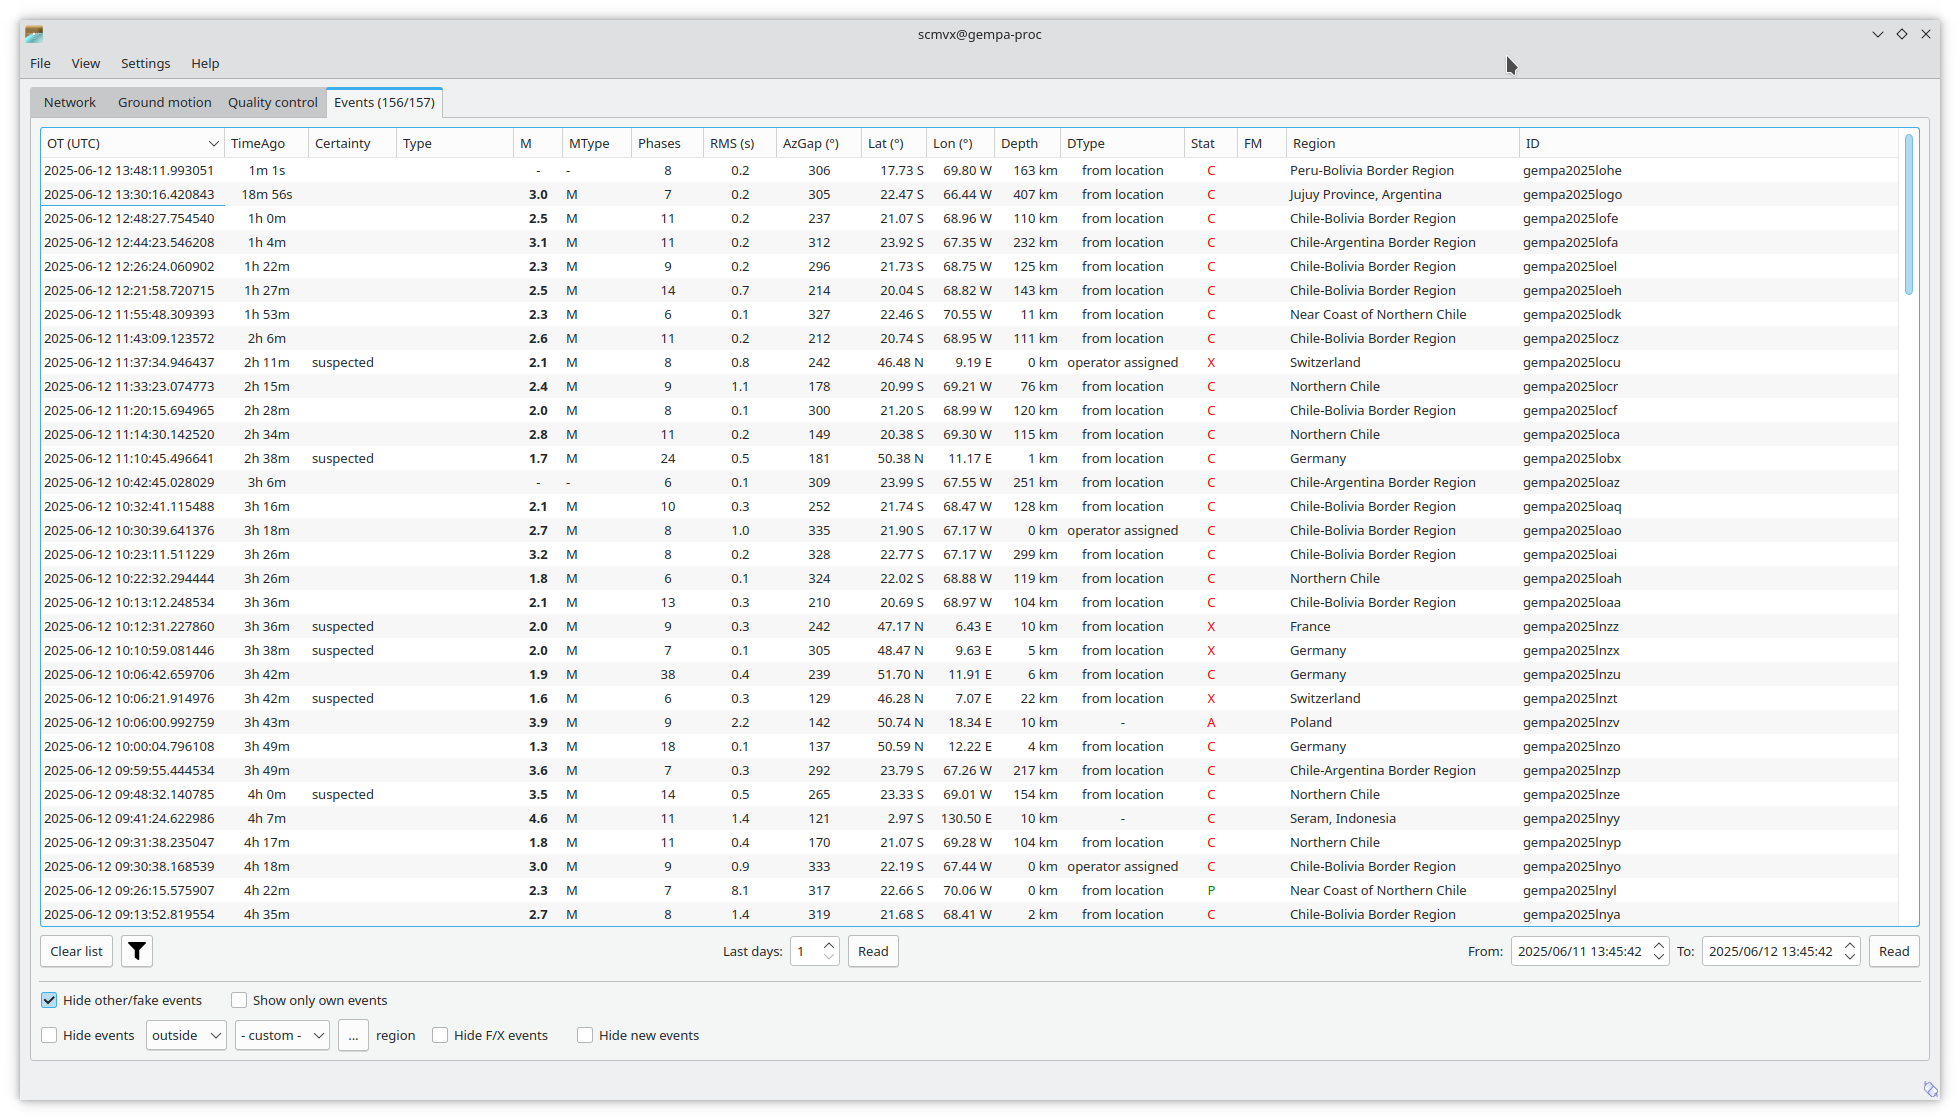 scmvx@gempa-proc
File View Settings Help
Network Ground motion Quality control Events (156/157)
OT (UTC) TimeAgo Certainty Type M MType Phases RMS (s) AzGap (°) Lat (°) Lon (°) Depth DType Stat FM Region ID
2025-06-12 13:48:11.993051 1m 1s - - 8 0.2 306 17.73 S 69.80 W 163 km from location C Peru-Bolivia Border Region gempa2025lohe
2025-06-12 13:30:16.420843 18m 56s 3.0 M 7 0.2 305 22.47 S 66.44 W 407 km from location C Jujuy Province, Argentina gempa2025logo
2025-06-12 12:48:27.754540 1h 0m 2.5 M 11 0.2 237 21.07 S 68.96 W 110 km from location C Chile-Bolivia Border Region gempa2025lofe
2025-06-12 12:44:23.546208 1h 4m 3.1 M 11 0.2 312 23.92 S 67.35 W 232 km from location C Chile-Argentina Border Region gempa2025lofa
2025-06-12 12:26:24.060902 1h 22m 2.3 M 9 0.2 296 21.73 S 68.75 W 125 km from location C Chile-Bolivia Border Region gempa2025loel
2025-06-12 12:21:58.720715 1h 27m 2.5 M 14 0.7 214 20.04 S 68.82 W 143 km from location C Chile-Bolivia Border Region gempa2025loeh
2025-06-12 11:55:48.309393 1h 53m 2.3 M 6 0.1 327 22.46 S 70.55 W 11 km from location C Near Coast of Northern Chile gempa2025lodk
2025-06-12 11:43:09.123572 2h 6m 2.6 M 11 0.2 212 20.74 S 68.95 W 111 km from location C Chile-Bolivia Border Region gempa2025locz
2025-06-12 11:37:34.946437 2h 11m suspected 2.1 M 8 0.8 242 46.48 N 9.19 E 0 km operator assigned X Switzerland gempa2025locu
2025-06-12 11:33:23.074773 2h 15m 2.4 M 9 1.1 178 20.99 S 69.21 W 76 km from location C Northern Chile gempa2025locr
2025-06-12 11:20:15.694965 2h 28m 2.0 M 8 0.1 300 21.20 S 68.99 W 120 km from location C Chile-Bolivia Border Region gempa2025locf
2025-06-12 11:14:30.142520 2h 34m 2.8 M 11 0.2 149 20.38 S 69.30 W 115 km from location C Northern Chile gempa2025loca
2025-06-12 11:10:45.496641 2h 38m suspected 1.7 M 24 0.5 181 50.38 N 11.17 E 1 km from location C Germany gempa2025lobx
2025-06-12 10:42:45.028029 3h 6m - - 6 0.1 309 23.99 S 67.55 W 251 km from location C Chile-Argentina Border Region gempa2025loaz
2025-06-12 10:32:41.115488 3h 16m 2.1 M 10 0.3 252 21.74 S 68.47 W 128 km from location C Chile-Bolivia Border Region gempa2025loaq
2025-06-12 10:30:39.641376 3h 18m 2.7 M 8 1.0 335 21.90 S 67.17 W 0 km operator assigned C Chile-Bolivia Border Region gempa2025loao
2025-06-12 10:23:11.511229 3h 26m 3.2 M 8 0.2 328 22.77 S 67.17 W 299 km from location C Chile-Bolivia Border Region gempa2025loai
2025-06-12 10:22:32.294444 3h 26m 1.8 M 6 0.1 324 22.02 S 68.88 W 119 km from location C Northern Chile gempa2025loah
2025-06-12 10:13:12.248534 3h 36m 2.1 M 13 0.3 210 20.69 S 68.97 W 104 km from location C Chile-Bolivia Border Region gempa2025loaa
2025-06-12 10:12:31.227860 3h 36m suspected 2.0 M 9 0.3 242 47.17 N 6.43 E 10 km from location X France gempa2025lnzz
2025-06-12 10:10:59.081446 3h 38m suspected 2.0 M 7 0.1 305 48.47 N 9.63 E 5 km from location X Germany gempa2025lnzx
2025-06-12 10:06:42.659706 3h 42m 1.9 M 38 0.4 239 51.70 N 11.91 E 6 km from location C Germany gempa2025lnzu
2025-06-12 10:06:21.914976 3h 42m suspected 1.6 M 6 0.3 129 46.28 N 7.07 E 22 km from location X Switzerland gempa2025lnzt
2025-06-12 10:06:00.992759 3h 43m 3.9 M 9 2.2 142 50.74 N 18.34 E 10 km - A Poland gempa2025lnzv
2025-06-12 10:00:04.796108 3h 49m 1.3 M 18 0.1 137 50.59 N 12.22 E 4 km from location C Germany gempa2025lnzo
2025-06-12 09:59:55.444534 3h 49m 3.6 M 7 0.3 292 23.79 S 67.26 W 217 km from location C Chile-Argentina Border Region gempa2025lnzp
2025-06-12 09:48:32.140785 4h 0m suspected 3.5 M 14 0.5 265 23.33 S 69.01 W 154 km from location C Northern Chile gempa2025lnze
2025-06-12 09:41:24.622986 4h 7m 4.6 M 11 1.4 121 2.97 S 130.50 E 10 km - C Seram, Indonesia gempa2025lnyy
2025-06-12 09:31:38.235047 4h 17m 1.8 M 11 0.4 170 21.07 S 69.28 W 104 km from location C Northern Chile gempa2025lnyp
2025-06-12 09:30:38.168539 4h 18m 3.0 M 9 0.9 333 22.19 S 67.44 W 0 km operator assigned C Chile-Bolivia Border Region gempa2025lnyo
2025-06-12 09:26:15.575907 4h 22m 2.3 M 7 8.1 317 22.66 S 70.06 W 0 km from location P Near Coast of Northern Chile gempa2025lnyl
2025-06-12 09:13:52.819554 4h 35m 2.7 M 8 1.4 319 21.68 S 68.41 W 2 km from location C Chile-Bolivia Border Region gempa2025lnya
Clear list Last days: 1 Read From: 2025/06/11 13:45:42 To: 2025/06/12 13:45:42 Read
Hide other/fake events Show only own events
Hide events outside - custom - ... region Hide F/X events Hide new events